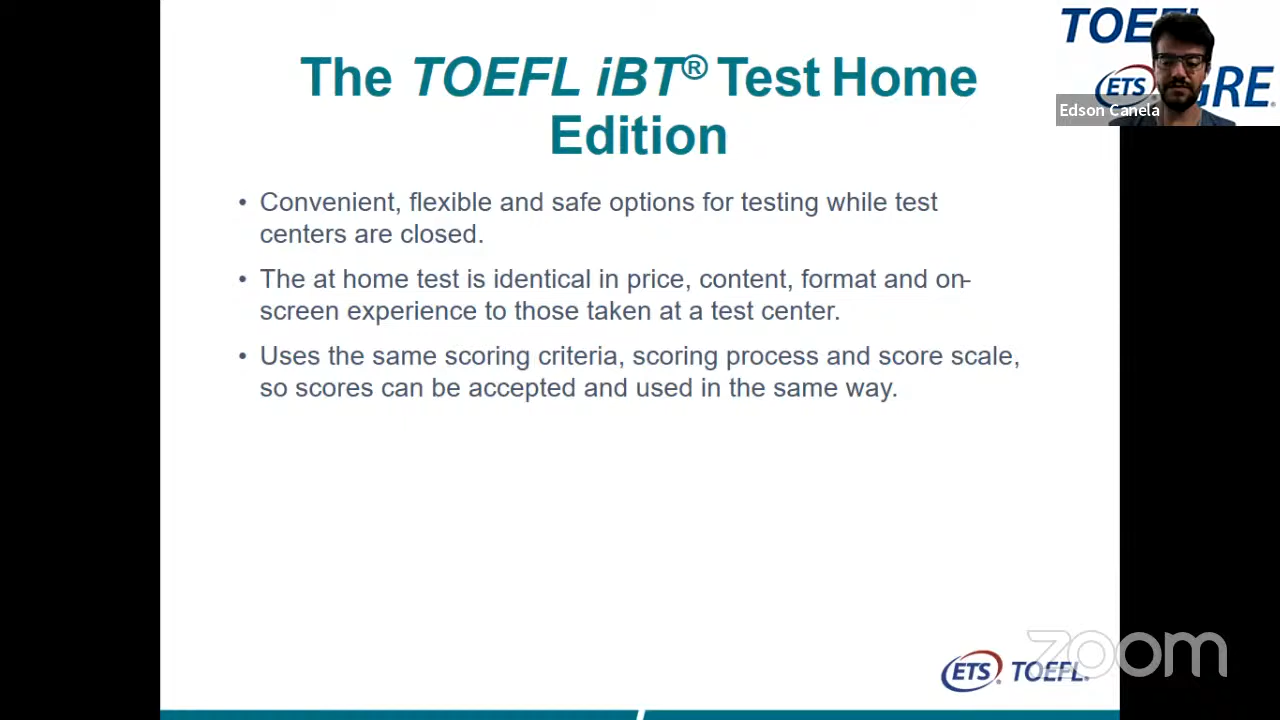 The TOEFL iBT® Test Home
Edition
• Convenient, flexible and safe options for testing while test
centers are closed.
• The at home test is identical in price, content, format and on-
screen experience to those taken at a test center.
• Uses the same scoring criteria, scoring process and score scale,
so scores can be accepted and used in the same way.
TOE
ETS GRE®
Edson Canela
zoom
ETS® TOEFL®